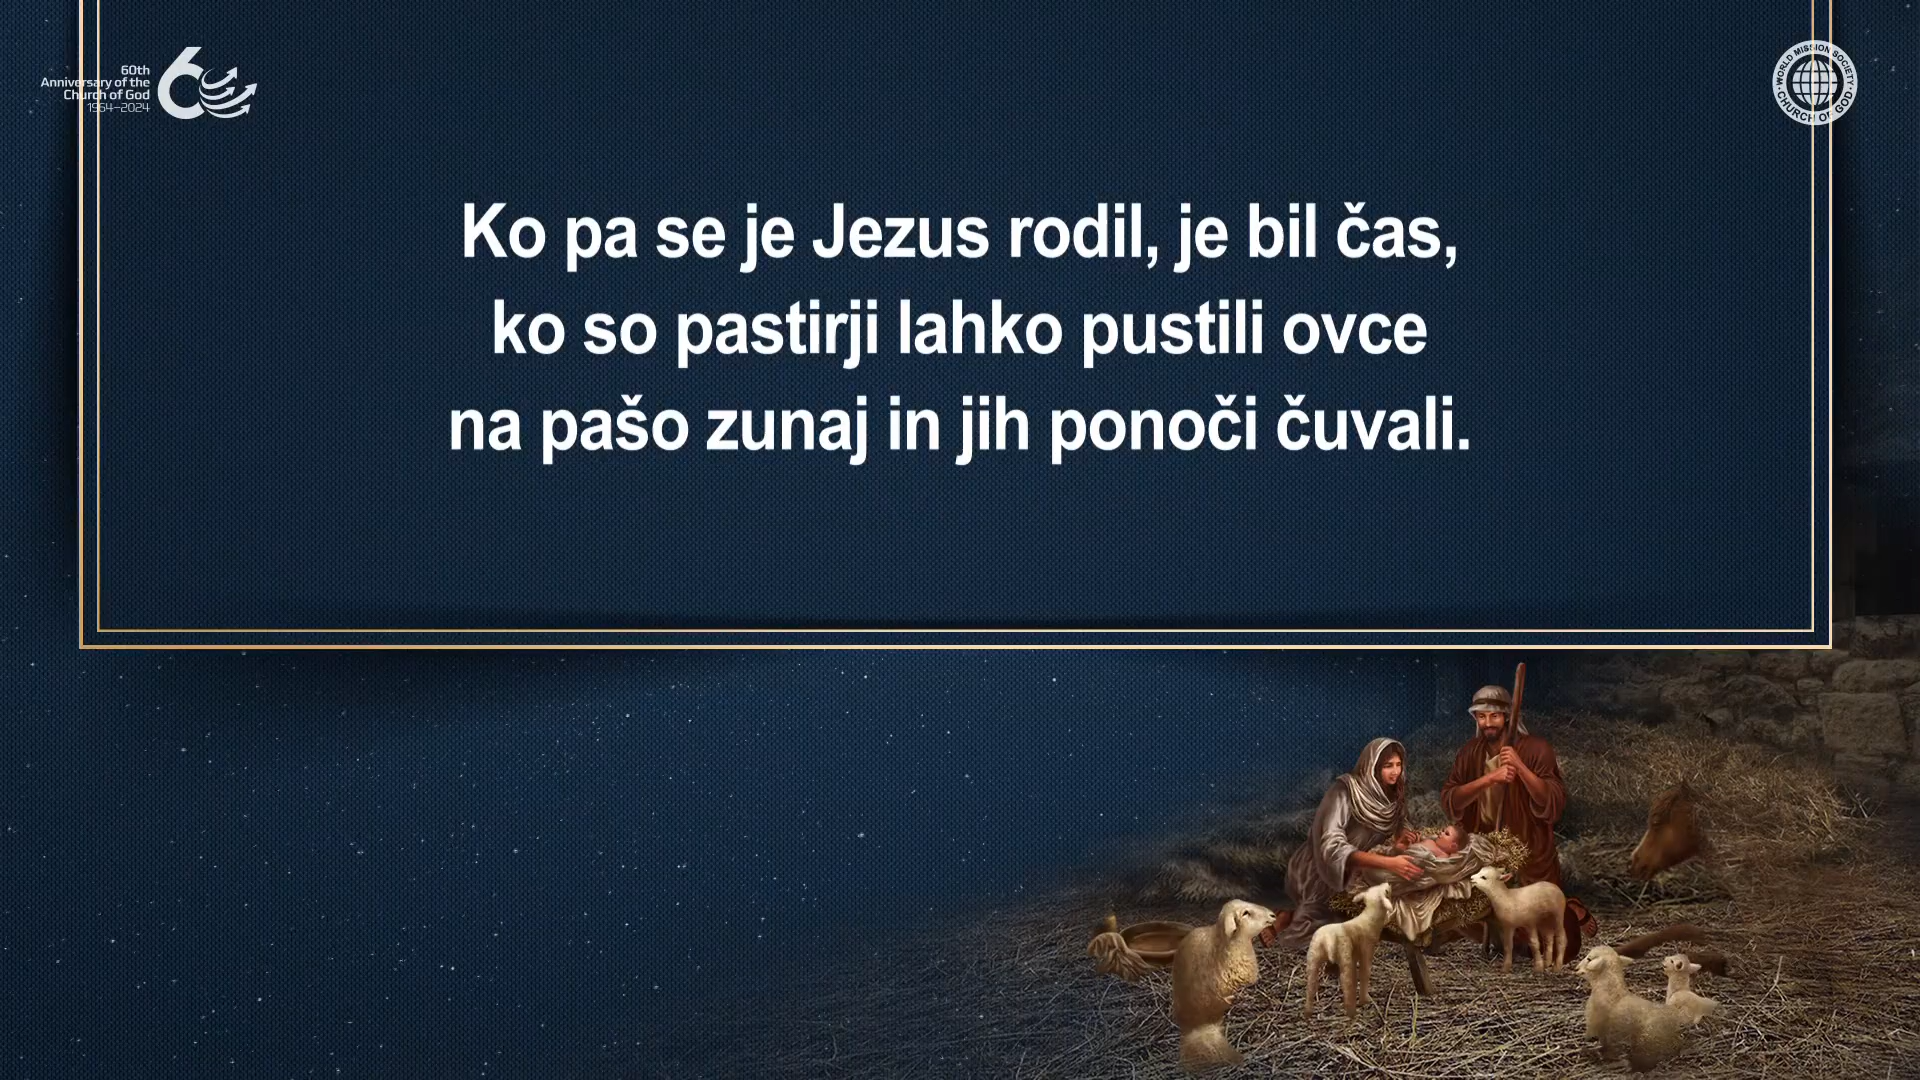 60th
Anniversary of the
Church of God
1964–2024
60
WORLD MISSION SOCIETY
CHURCH OF GOD
Ko pa se je Jezus rodil, je bil čas,
ko so pastirji lahko pustili ovce
na pašo zunaj in jih ponoči čuvali.